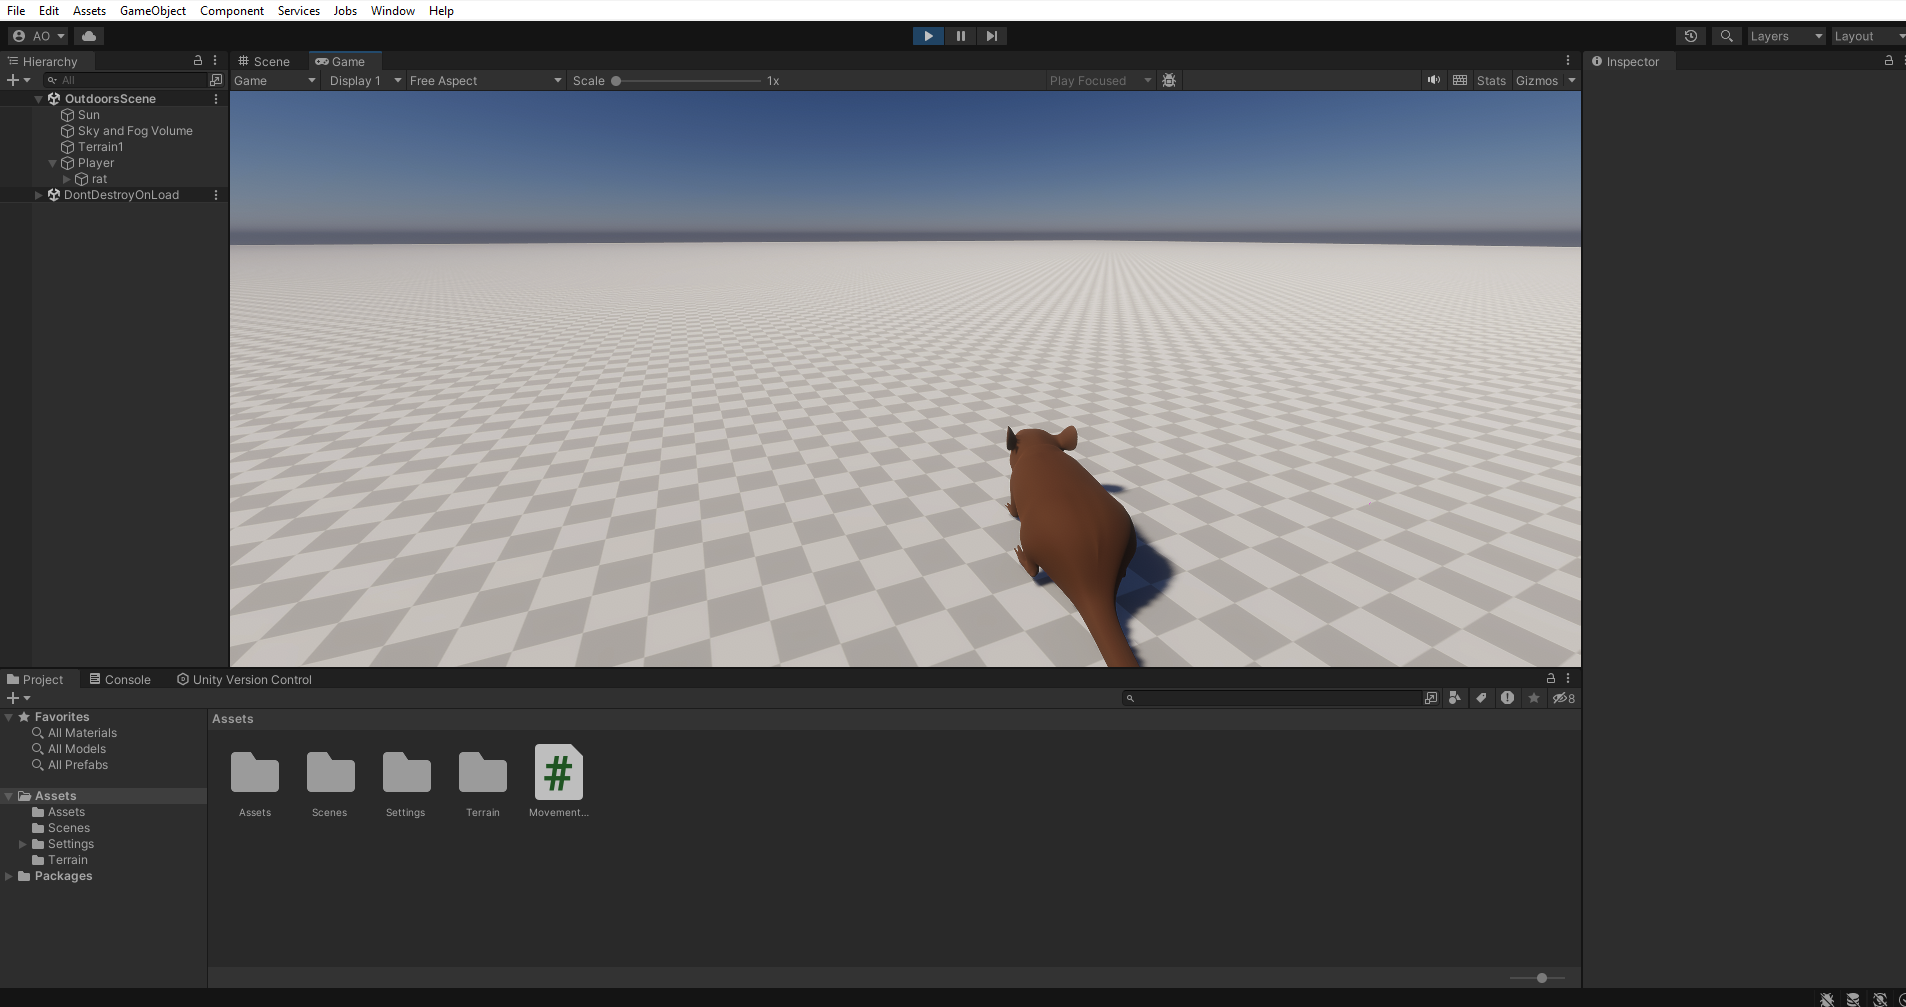 File Edit Assets GameObject Component Services Jobs Window Help
AO Layers Layout
Hierarchy Scene Game Inspector
All Game Display 1 Free Aspect Scale 1x Play Focused Stats Gizmos
OutdoorsScene
Sun
Sky and Fog Volume
Terrain1
Player
rat
DontDestroyOnLoad
Project Console Unity Version Control
8
Favorites
All Materials
All Models
All Prefabs
Assets
Assets
Scenes
Settings
Terrain
Packages
Assets
#
Assets Scenes Settings Terrain Movement...